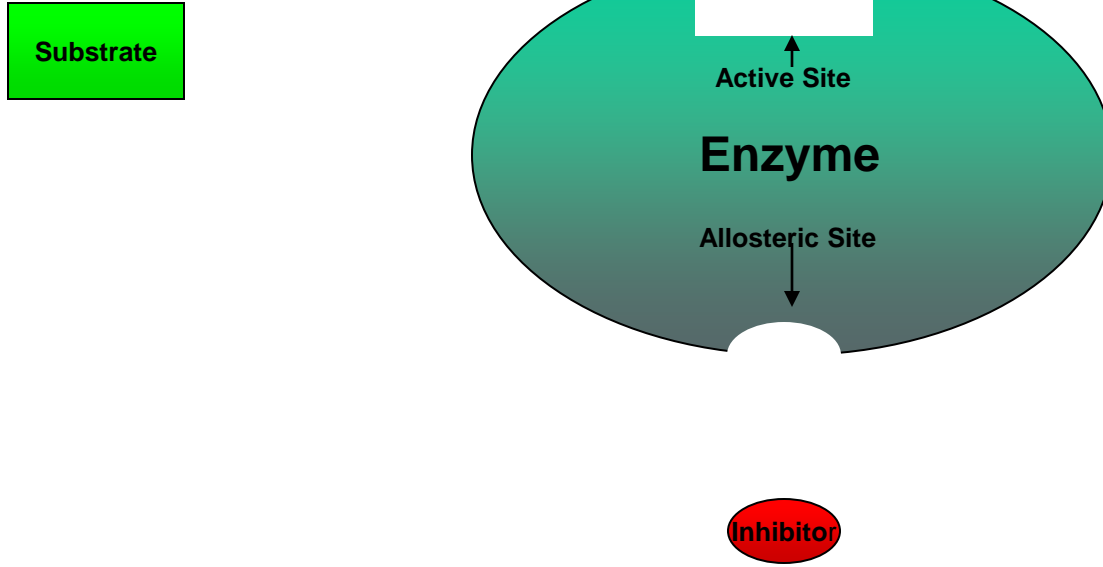 Substrate
Active Site
Enzyme
Allosteric Site
Inhibitor